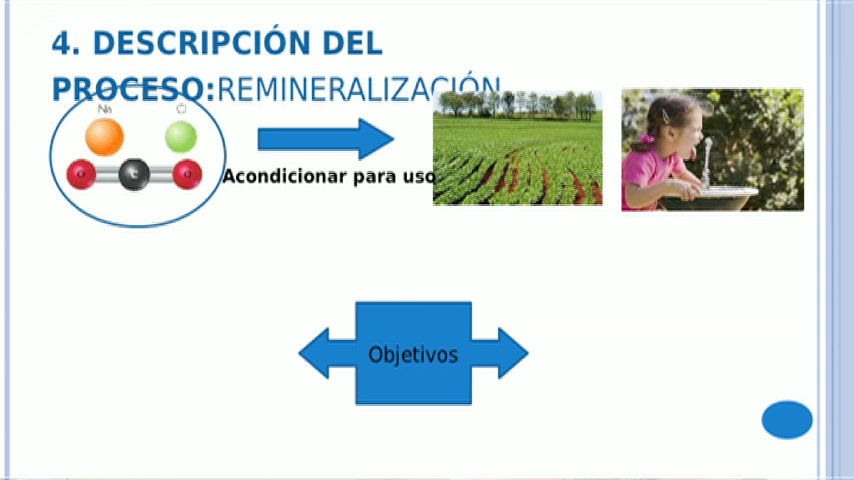 4. DESCRIPCIÓN DEL
PROCESO:REMINERALIZACIÓN
Na Cl
O C O
Acondicionar para uso
Objetivos